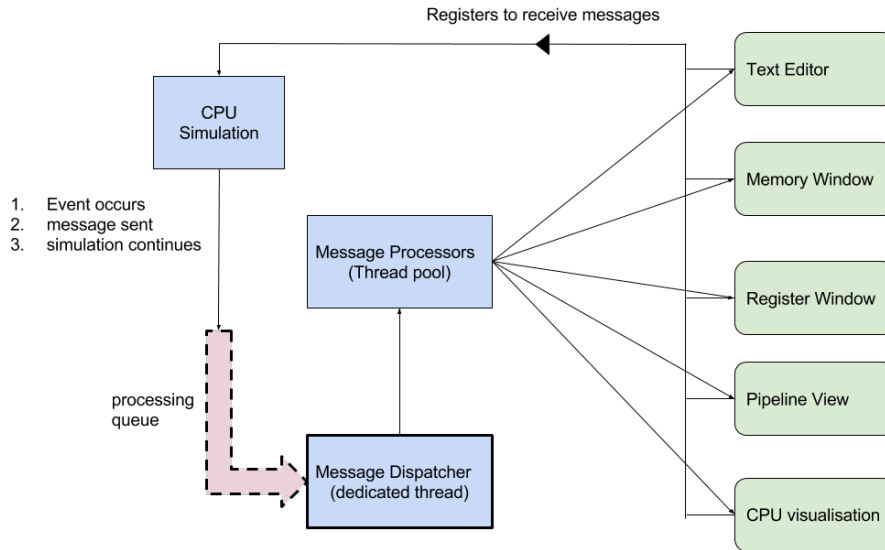 Registers to receive messages
Text Editor
CPU
Simulation
Memory Window
1. Event occurs
2. message sent
3. simulation continues
Message Processors
(Thread pool)
Register Window
processing
queue
Pipeline View
Message Dispatcher
(dedicated thread)
CPU visualisation